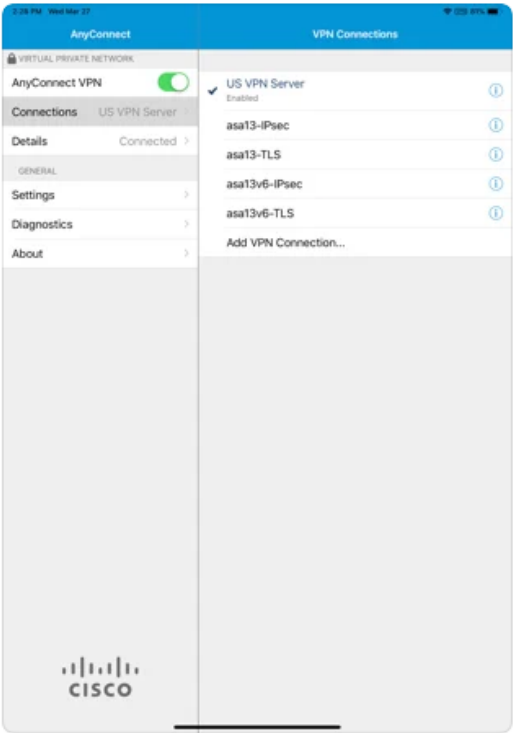 2:28 PM Wed Mar 27
VPN 81%
AnyConnect
VIRTUAL PRIVATE NETWORK
AnyConnect VPN
Connections US VPN Server
Details Connected
GENERAL
Settings
Diagnostics
About
CISCO
VPN Connections
US VPN Server
Enabled
asa13-IPsec
asa13-TLS
asa13v6-IPsec
asa13v6-TLS
Add VPN Connection...